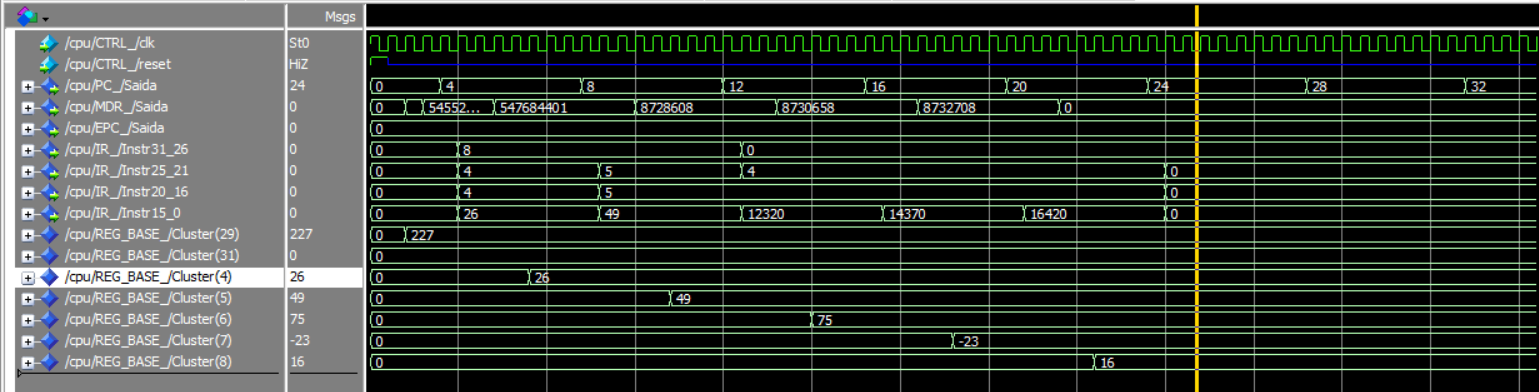 Msgs
/cpu/CTRL_/clk St0
/cpu/CTRL_/reset HiZ
/cpu/PC_/Saida 24 0 4 8 12 16 20 24 28 32
/cpu/MDR_/Saida 0 0 54552... 547684401 8728608 8730658 8732708 0
/cpu/EPC_/Saida 0 0
/cpu/IR_/Instr31_26 0 0 8 0
/cpu/IR_/Instr25_21 0 0 4 5 4 0
/cpu/IR_/Instr20_16 0 0 4 5 0
/cpu/IR_/Instr15_0 0 0 26 49 12320 14370 16420 0
/cpu/REG_BASE_/Cluster(29) 227 0 227
/cpu/REG_BASE_/Cluster(31) 0 0
/cpu/REG_BASE_/Cluster(4) 26 0 26
/cpu/REG_BASE_/Cluster(5) 49 0 49
/cpu/REG_BASE_/Cluster(6) 75 0 75
/cpu/REG_BASE_/Cluster(7) -23 0 -23
/cpu/REG_BASE_/Cluster(8) 16 0 16